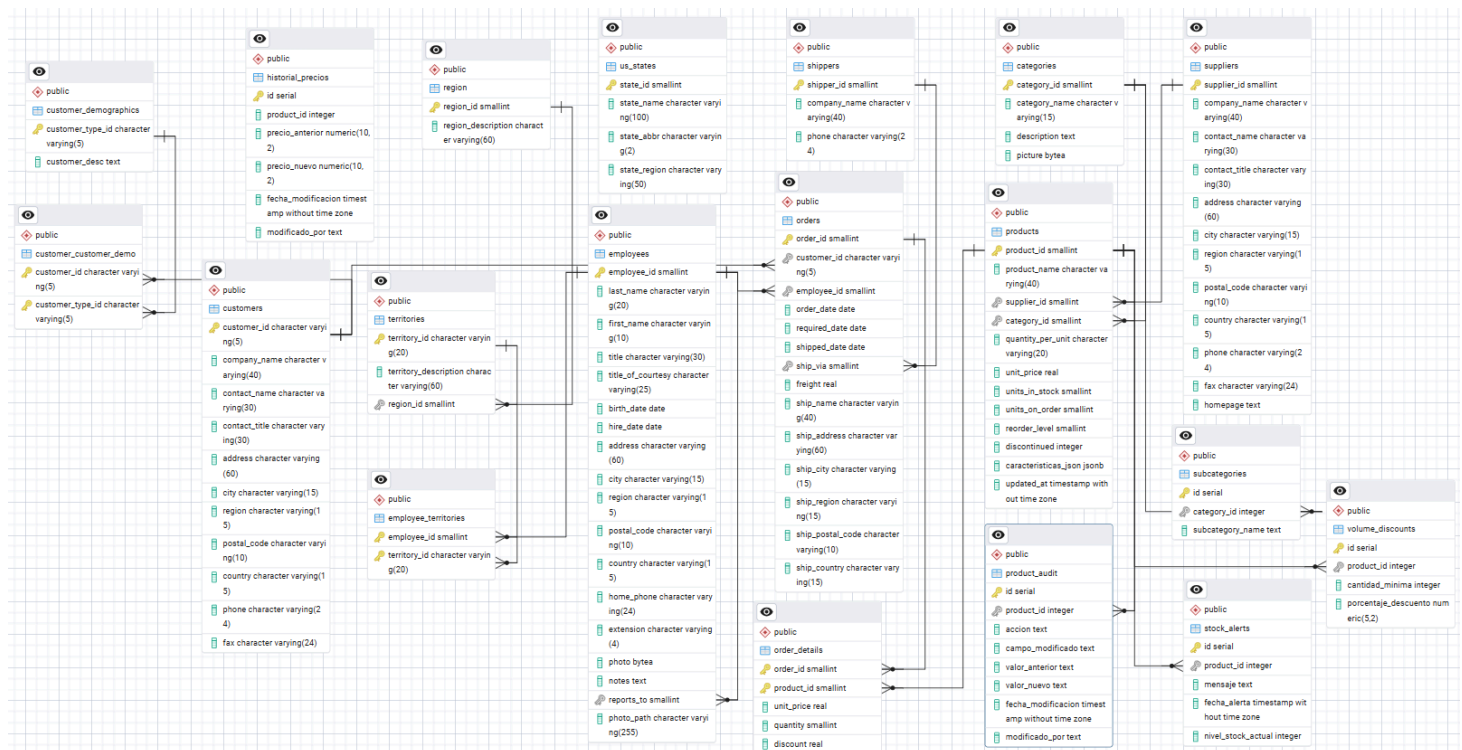 public
customer_demographics
customer_type_id character
varying(5)
customer_desc text
public
historial_precios
id serial
product_id integer
precio_anterior numeric(10,
2)
precio_nuevo numeric(10,
2)
fecha_modificacion timest
amp without time zone
modificado_por text
public
region
region_id smallint
region_description charact
er varying(60)
public
us_states
state_id smallint
state_name character varyi
ng(100)
state_abbr character varyin
g(2)
state_region character vary
ing(50)
public
shippers
shipper_id smallint
company_name character v
arying(40)
phone character varying(2
4)
public
categories
category_id smallint
category_name character v
arying(15)
description text
picture bytea
public
suppliers
supplier_id smallint
company_name character v
arying(40)
contact_name character va
rying(30)
contact_title character vary
ing(30)
address character varying
(60)
city character varying(15)
region character varying(1
5)
postal_code character varyi
ng(10)
country character varying(1
5)
phone character varying(2
4)
fax character varying(24)
homepage text
public
customer_customer_demo
customer_id character varyi
ng(5)
customer_type_id character
varying(5)
public
customers
customer_id character varyi
ng(5)
company_name character v
arying(40)
contact_name character va
rying(30)
contact_title character vary
ing(30)
address character varying
(60)
city character varying(15)
region character varying(1
5)
postal_code character varyi
ng(10)
country character varying(1
5)
phone character varying(2
4)
fax character varying(24)
public
territories
territory_id character varyin
g(20)
territory_description charac
ter varying(60)
region_id smallint
public
employee_territories
employee_id smallint
territory_id character varyin
g(20)
public
employees
employee_id smallint
last_name character varyin
g(20)
first_name character varyin
g(10)
title character varying(30)
title_of_courtesy character
varying(25)
birth_date date
hire_date date
address character varying
(60)
city character varying(15)
region character varying(1
5)
postal_code character varyi
ng(10)
country character varying(1
5)
home_phone character vary
ing(24)
extension character varying
(4)
photo bytea
notes text
reports_to smallint
photo_path character varyi
ng(255)
public
orders
order_id smallint
customer_id character varyi
ng(5)
employee_id smallint
order_date date
required_date date
shipped_date date
ship_via smallint
freight real
ship_name character varyin
g(40)
ship_address character var
ying(60)
ship_city character varying
(15)
ship_region character varyi
ng(15)
ship_postal_code character
varying(10)
ship_country character vary
ing(15)
public
order_details
order_id smallint
product_id smallint
unit_price real
quantity smallint
discount real
public
products
product_id smallint
product_name character va
rying(40)
supplier_id smallint
category_id smallint
quantity_per_unit character
varying(20)
unit_price real
units_in_stock smallint
units_on_order smallint
reorder_level smallint
discontinued integer
caracteristicas_json jsonb
updated_at timestamp with
out time zone
public
product_audit
id serial
product_id integer
accion text
campo_modificado text
valor_anterior text
valor_nuevo text
fecha_modificacion timest
amp without time zone
modificado_por text
public
subcategories
id serial
category_id integer
subcategory_name text
public
volume_discounts
id serial
product_id integer
cantidad_minima integer
porcentaje_descuento num
eric(5,2)
public
stock_alerts
id serial
product_id integer
mensaje text
fecha_alerta timestamp wit
hout time zone
nivel_stock_actual integer